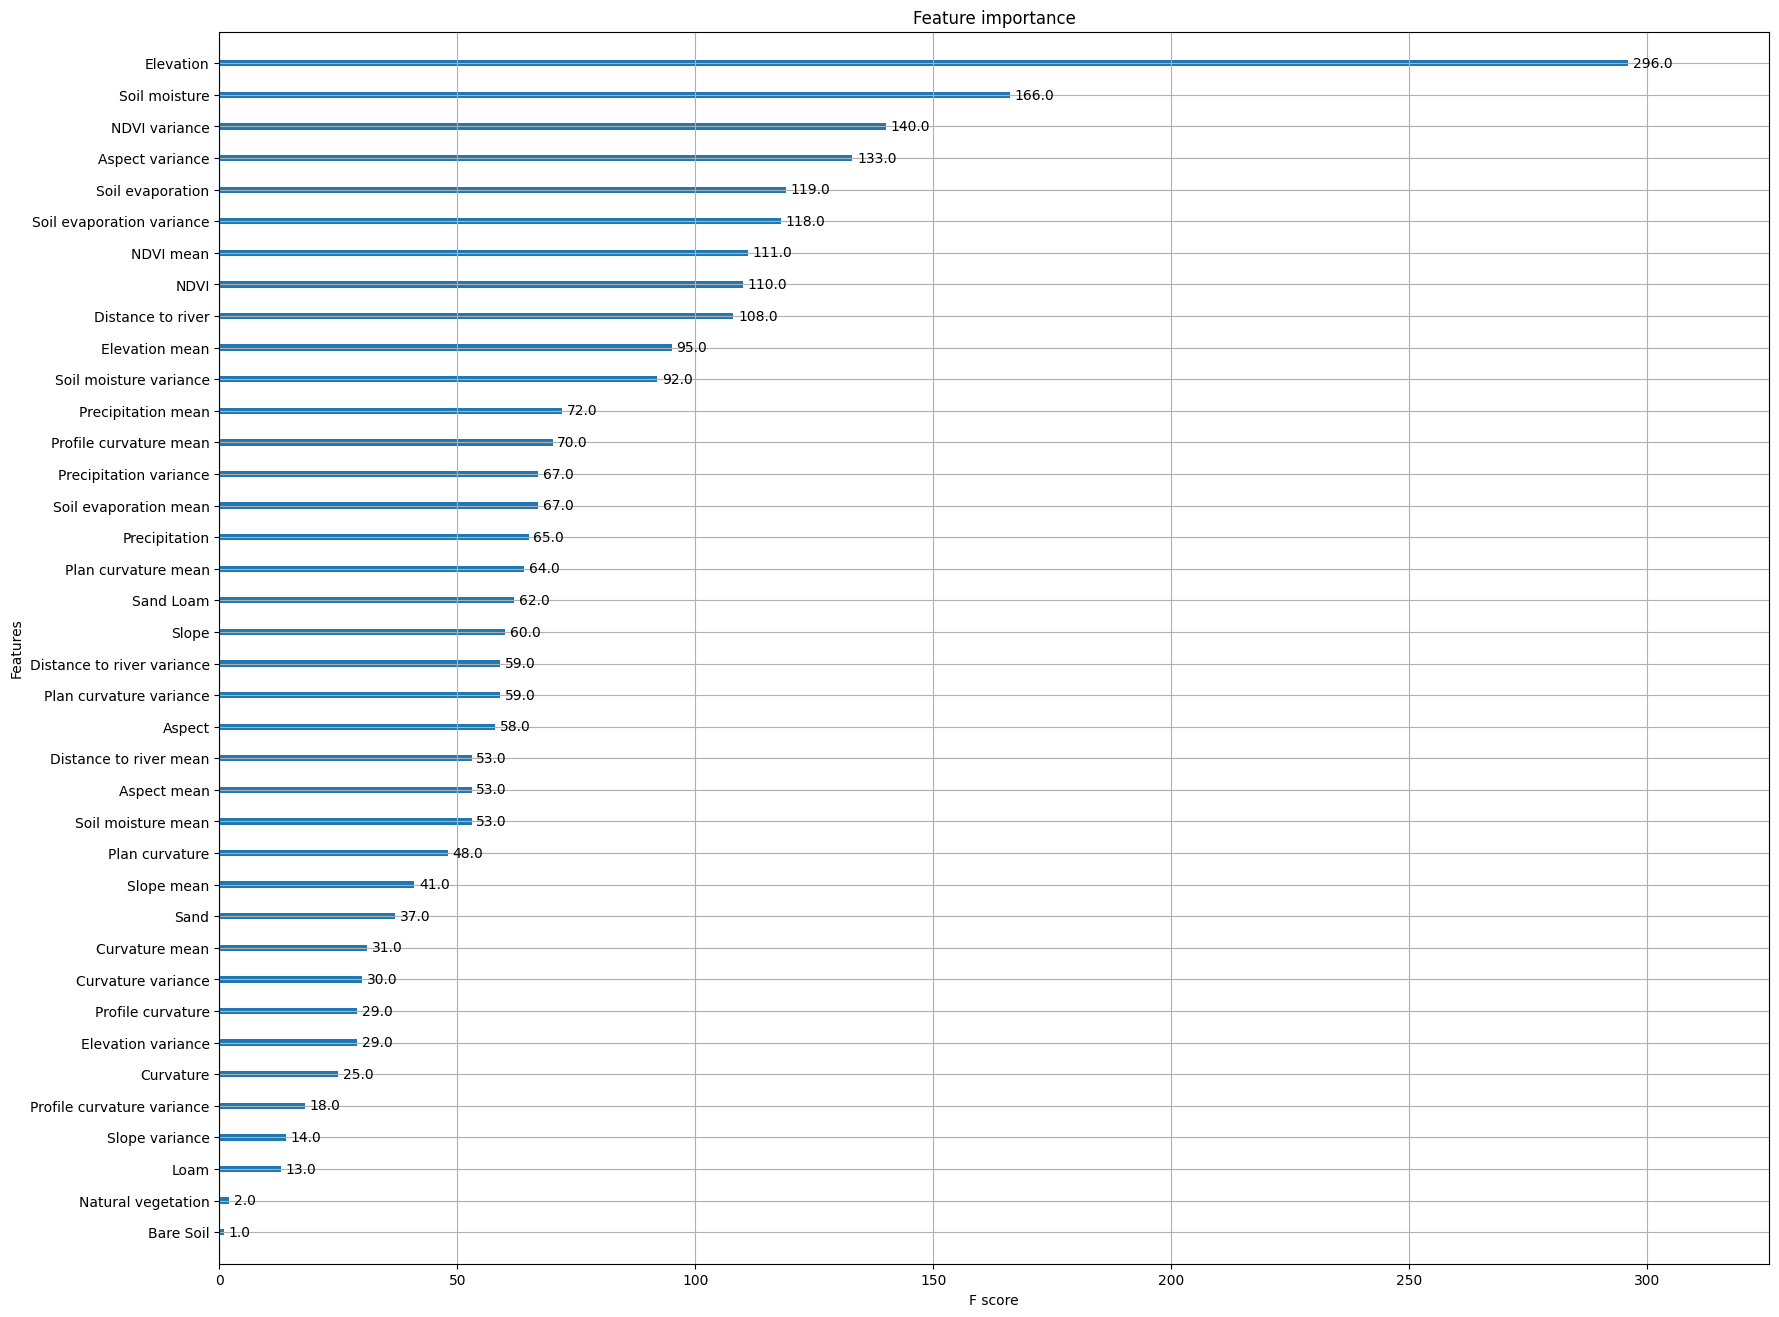 Feature importance
Elevation 296.0
Soil moisture 166.0
NDVI variance 140.0
Aspect variance 133.0
Soil evaporation 119.0
Soil evaporation variance 118.0
NDVI mean 111.0
NDVI 110.0
Distance to river 108.0
Elevation mean 95.0
Soil moisture variance 92.0
Precipitation mean 72.0
Profile curvature mean 70.0
Precipitation variance 67.0
Soil evaporation mean 67.0
Precipitation 65.0
Plan curvature mean 64.0
Sand Loam 62.0
Slope 60.0
Features
Distance to river variance 59.0
Plan curvature variance 59.0
Aspect 58.0
Distance to river mean 53.0
Aspect mean 53.0
Soil moisture mean 53.0
Plan curvature 48.0
Slope mean 41.0
Sand 37.0
Curvature mean 31.0
Curvature variance 30.0
Profile curvature 29.0
Elevation variance 29.0
Curvature 25.0
Profile curvature variance 18.0
Slope variance 14.0
Loam 13.0
Natural vegetation 2.0
Bare Soil 1.0
0 50 100 150 200 250 300
F score